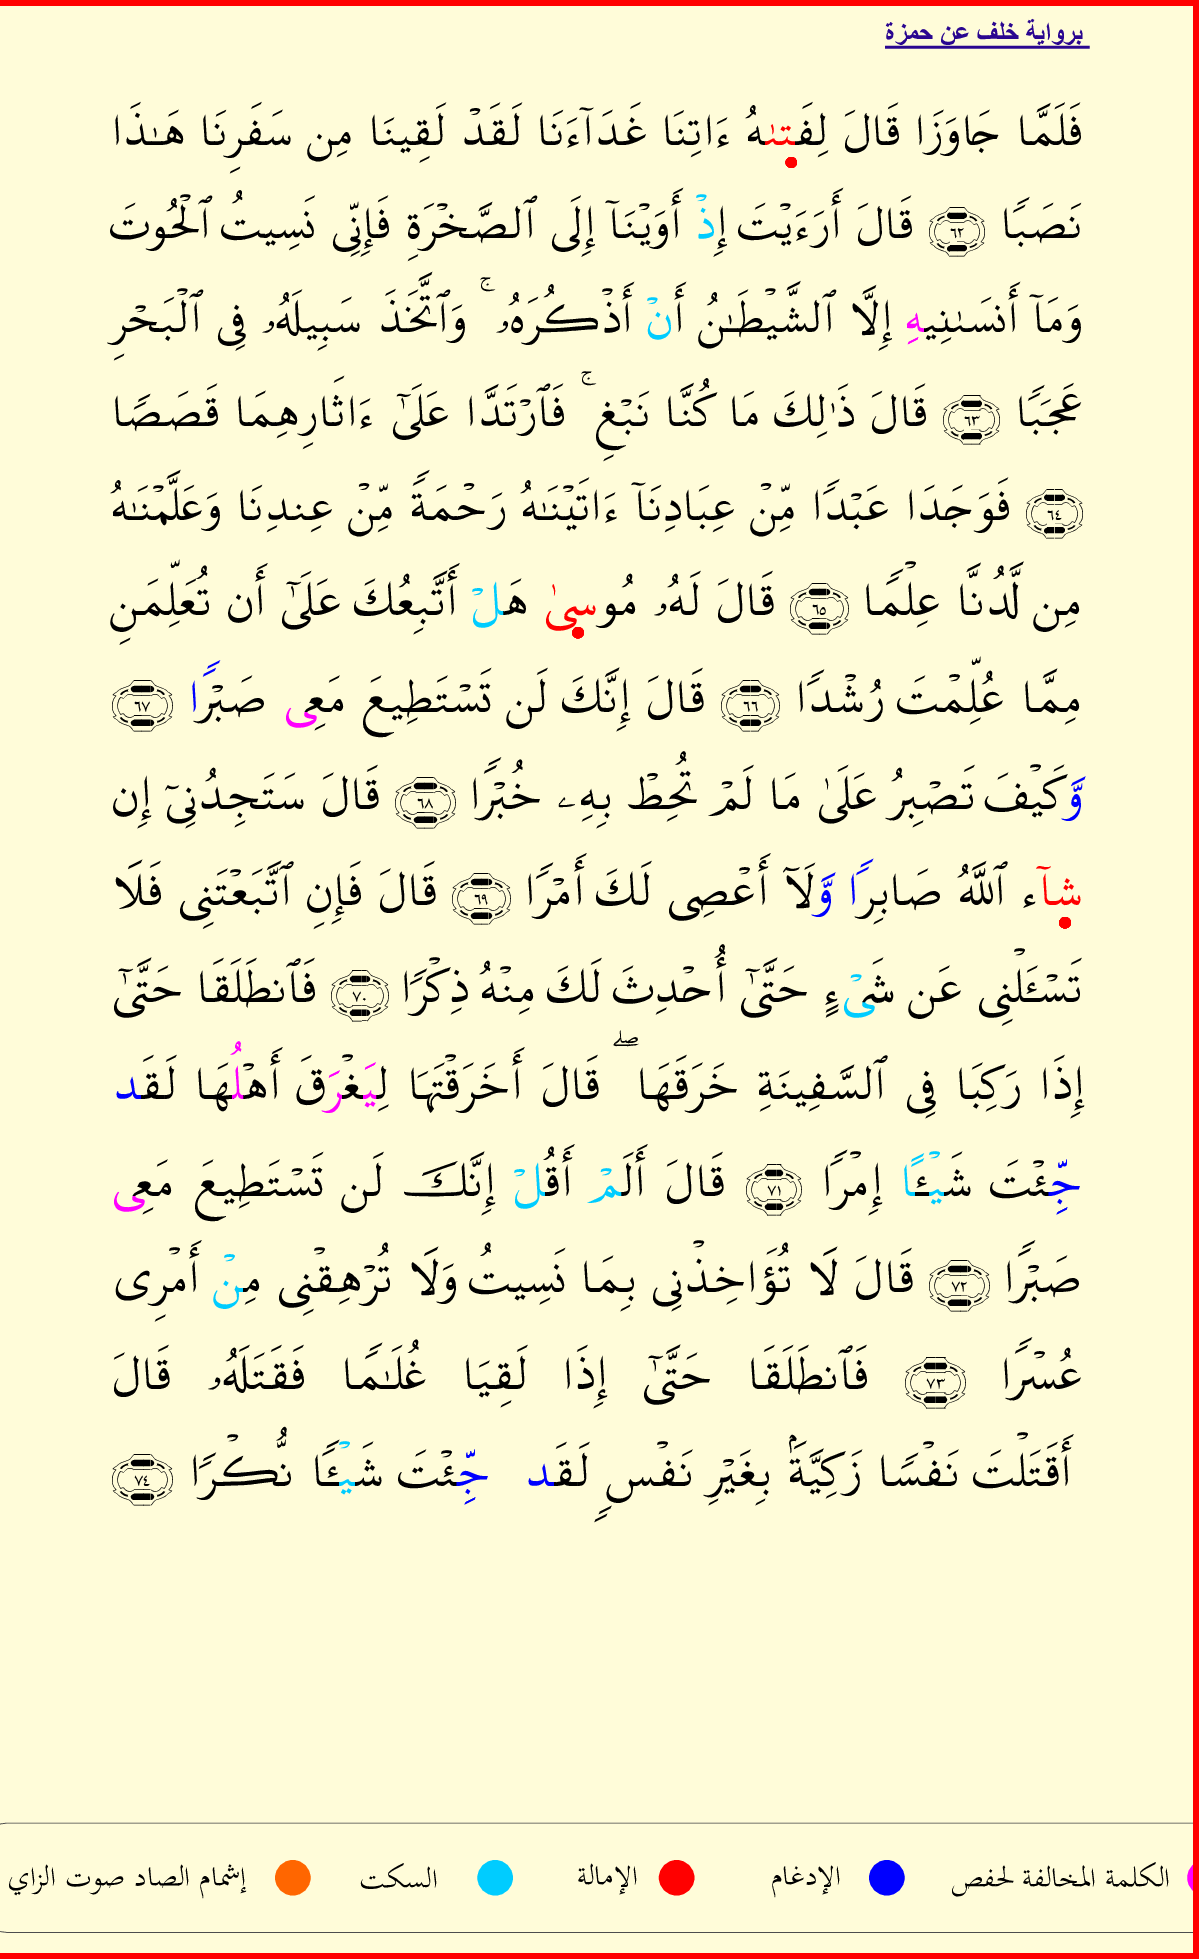 برواية خلف عن حمزة
فَلَمَّا جَاوَزَا قَالَ لِفَتَىٰهُ ءَاتِنَا غَدَآءَنَا لَقَدْ لَقِينَا مِن سَفَرِنَا هَـٰذَا
نَصَبًا ٦٢ قَالَ أَرَءَيْتَ إِذْ أَوَيْنَآ إِلَى ٱلصَّخْرَةِ فَإِنِّى نَسِيتُ ٱلْحُوتَ
وَمَآ أَنسَىٰنِيهِ إِلَّا ٱلشَّيْطَـٰنُ أَنْ أَذْكُرَهُۥ ۚ وَٱتَّخَذَ سَبِيلَهُۥ فِى ٱلْبَحْرِ
عَجَبًا ٦٣ قَالَ ذَٰلِكَ مَا كُنَّا نَبْغِ ۚ فَٱرْتَدَّا عَلَىٰٓ ءَاثَارِهِمَا قَصَصًا
٦٤ فَوَجَدَا عَبْدًا مِّنْ عِبَادِنَآ ءَاتَيْنَـٰهُ رَحْمَةً مِّنْ عِندِنَا وَعَلَّمْنَـٰهُ
مِن لَّدُنَّا عِلْمًا ٦٥ قَالَ لَهُۥ مُوسِىٰ هَلْ أَتَّبِعُكَ عَلَىٰٓ أَن تُعَلِّمَنِ
مِمَّا عُلِّمْتَ رُشْدًا ٦٦ قَالَ إِنَّكَ لَن تَسْتَطِيعَ مَعِى صَبْرًا ٦٧
وَّكَيْفَ تَصْبِرُ عَلَىٰ مَا لَمْ تُحِطْ بِهِۦ خُبْرًا ٦٨ قَالَ سَتَجِدُنِىٓ إِن
شآء ٱللَّهُ صَابِرًا وَّلَآ أَعْصِى لَكَ أَمْرًا ٦٩ قَالَ فَإِنِ ٱتَّبَعْتَنِى فَلَا
تَسْـَٔلْنِى عَن شَىْءٍ حَتَّىٰٓ أُحْدِثَ لَكَ مِنْهُ ذِكْرًا ٧٠ فَٱنطَلَقَا حَتَّىٰٓ
إِذَا رَكِبَا فِى ٱلسَّفِينَةِ خَرَقَهَا ۖ قَالَ أَخَرَقْتَهَا لِيَغْرَقَ أَهْلُهَا لَقَد
جِّئْتَ شَيْـًٔا إِمْرًا ٧١ قَالَ أَلَمْ أَقُلْ إِنَّكَ لَن تَسْتَطِيعَ مَعِى
صَبْرًا ٧٢ قَالَ لَا تُؤَاخِذْنِى بِمَا نَسِيتُ وَلَا تُرْهِقْنِى مِنْ أَمْرِى
عُسْرًا ٧٣ فَٱنطَلَقَا حَتَّىٰٓ إِذَا لَقِيَا غُلَـٰمًا فَقَتَلَهُۥ قَالَ
أَقَتَلْتَ نَفْسًا زَكِيَّةًۢ بِغَيْرِ نَفْسٍ لَقَد جِّئْتَ شَيْـًٔا نُّكْرًا ٧٤
الكلمة المخالفة لحفص الإدغام الإمالة السكت إشمام الصاد صوت الزاي